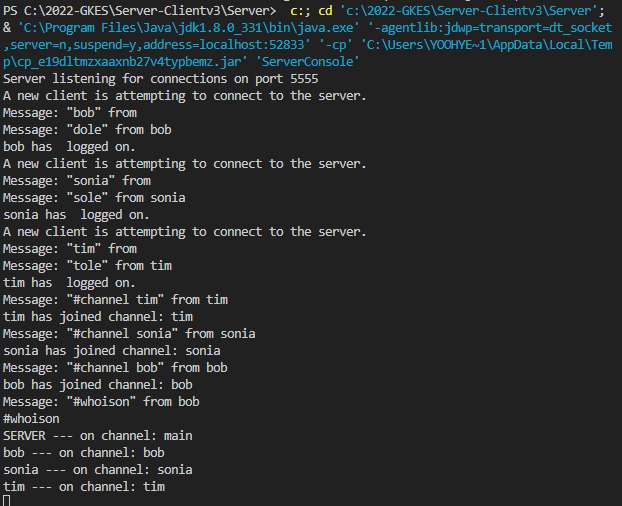 PS C:\2022-GKES\Server-Clientv3\Server>  c:; cd 'c:\2022-GKES\Server-Clientv3\Server';
& 'C:\Program Files\Java\jdk1.8.0_331\bin\java.exe' '-agentlib:jdwp=transport=dt_socket
,server=n,suspend=y,address=localhost:52833' '-cp' 'C:\Users\YOOHYE~1\AppData\Local\Tem
p\cp_e19dltmzxaaxnb27v4typbemz.jar' 'ServerConsole'
Server listening for connections on port 5555
A new client is attempting to connect to the server.
Message: "bob" from
Message: "dole" from bob
bob has  logged on.
A new client is attempting to connect to the server.
Message: "sonia" from
Message: "sole" from sonia
sonia has  logged on.
A new client is attempting to connect to the server.
Message: "tim" from
Message: "tole" from tim
tim has  logged on.
Message: "#channel tim" from tim
tim has joined channel: tim
Message: "#channel sonia" from sonia
sonia has joined channel: sonia
Message: "#channel bob" from bob
bob has joined channel: bob
Message: "#whoison" from bob
#whoison
SERVER --- on channel: main
bob --- on channel: bob
sonia --- on channel: sonia
tim --- on channel: tim